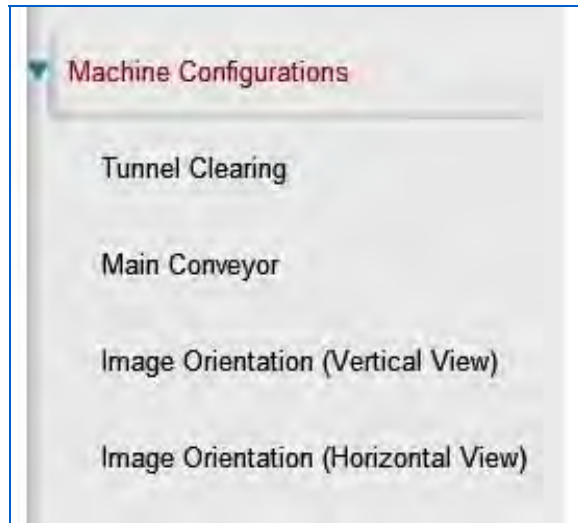 Machine Configurations
Tunnel Clearing
Main Conveyor
Image Orientation (Vertical View)
Image Orientation (Horizontal View)